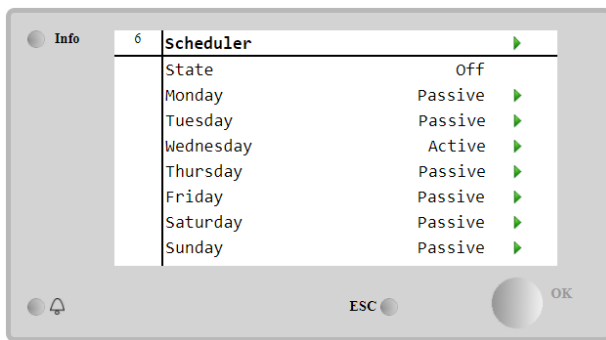 Info
6 Scheduler
State Off
Monday Passive
Tuesday Passive
Wednesday Active
Thursday Passive
Friday Passive
Saturday Passive
Sunday Passive
ESC OK